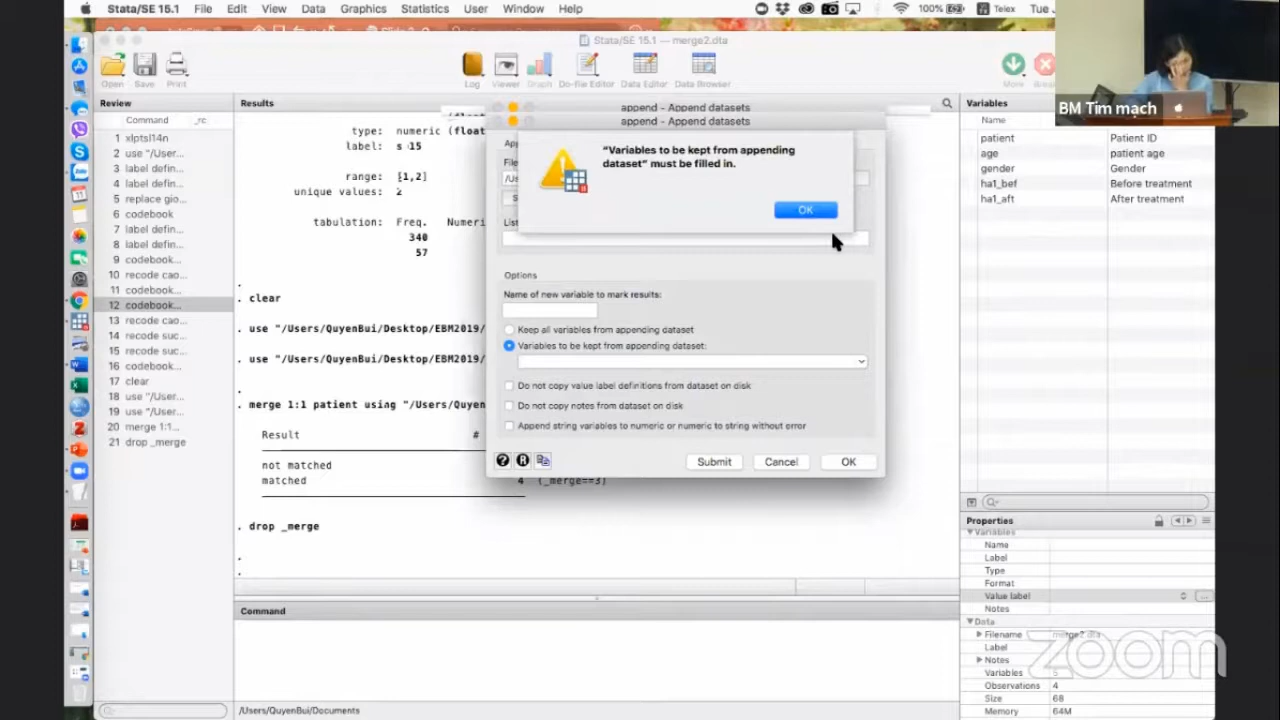 Stata/SE 15.1 File Edit View Data Graphics Statistics User Window Help 100% Telex Tue
Stata/SE 15.1 — merge2.dta
Open Save Print Log Viewer Graph Do-file Editor Data Editor Data Browser More
BM Tim mach
Review
Command _rc
1 xlptsl14n
2 use "/User...
3 label defin...
4 label defin...
5 replace gio...
6 codebook
7 label defin...
8 label defin...
9 codebook...
10 recode cao...
11 codebook...
12 codebook...
13 recode cao...
14 recode suc...
15 recode suc...
16 codebook...
17 clear
18 use "/User...
19 use "/User...
20 merge 1:1...
21 drop _merge
Results
type: numeric (float
label: s 15
range: [1,2]
unique values: 2
tabulation: Freq. Numeri
340
57
.
. clear
. use "/Users/QuyenBui/Desktop/EBM2019/
. use "/Users/QuyenBui/Desktop/EBM2019/
.
. merge 1:1 patient using "/Users/Quyen
Result #
not matched
matched 4 (_merge==3)
. drop _merge
.
.
Command
/Users/QuyenBui/Documents
append - Append datasets
append - Append datasets
"Variables to be kept from appending
dataset" must be filled in.
OK
Options
Name of new variable to mark results:
Keep all variables from appending dataset
Variables to be kept from appending dataset:
Do not copy value label definitions from dataset on disk
Do not copy notes from dataset on disk
Append string variables to numeric or numeric to string without error
? R Submit Cancel OK
Variables
Name
patient Patient ID
age patient age
gender Gender
ha1_bef Before treatment
ha1_aft After treatment
Properties
Variables
Name
Label
Type
Format
Value label
Notes
Data
Filename merge2.dta
Label
Notes
Variables 5
Observations 4
Size 68
Memory 64M
zoom